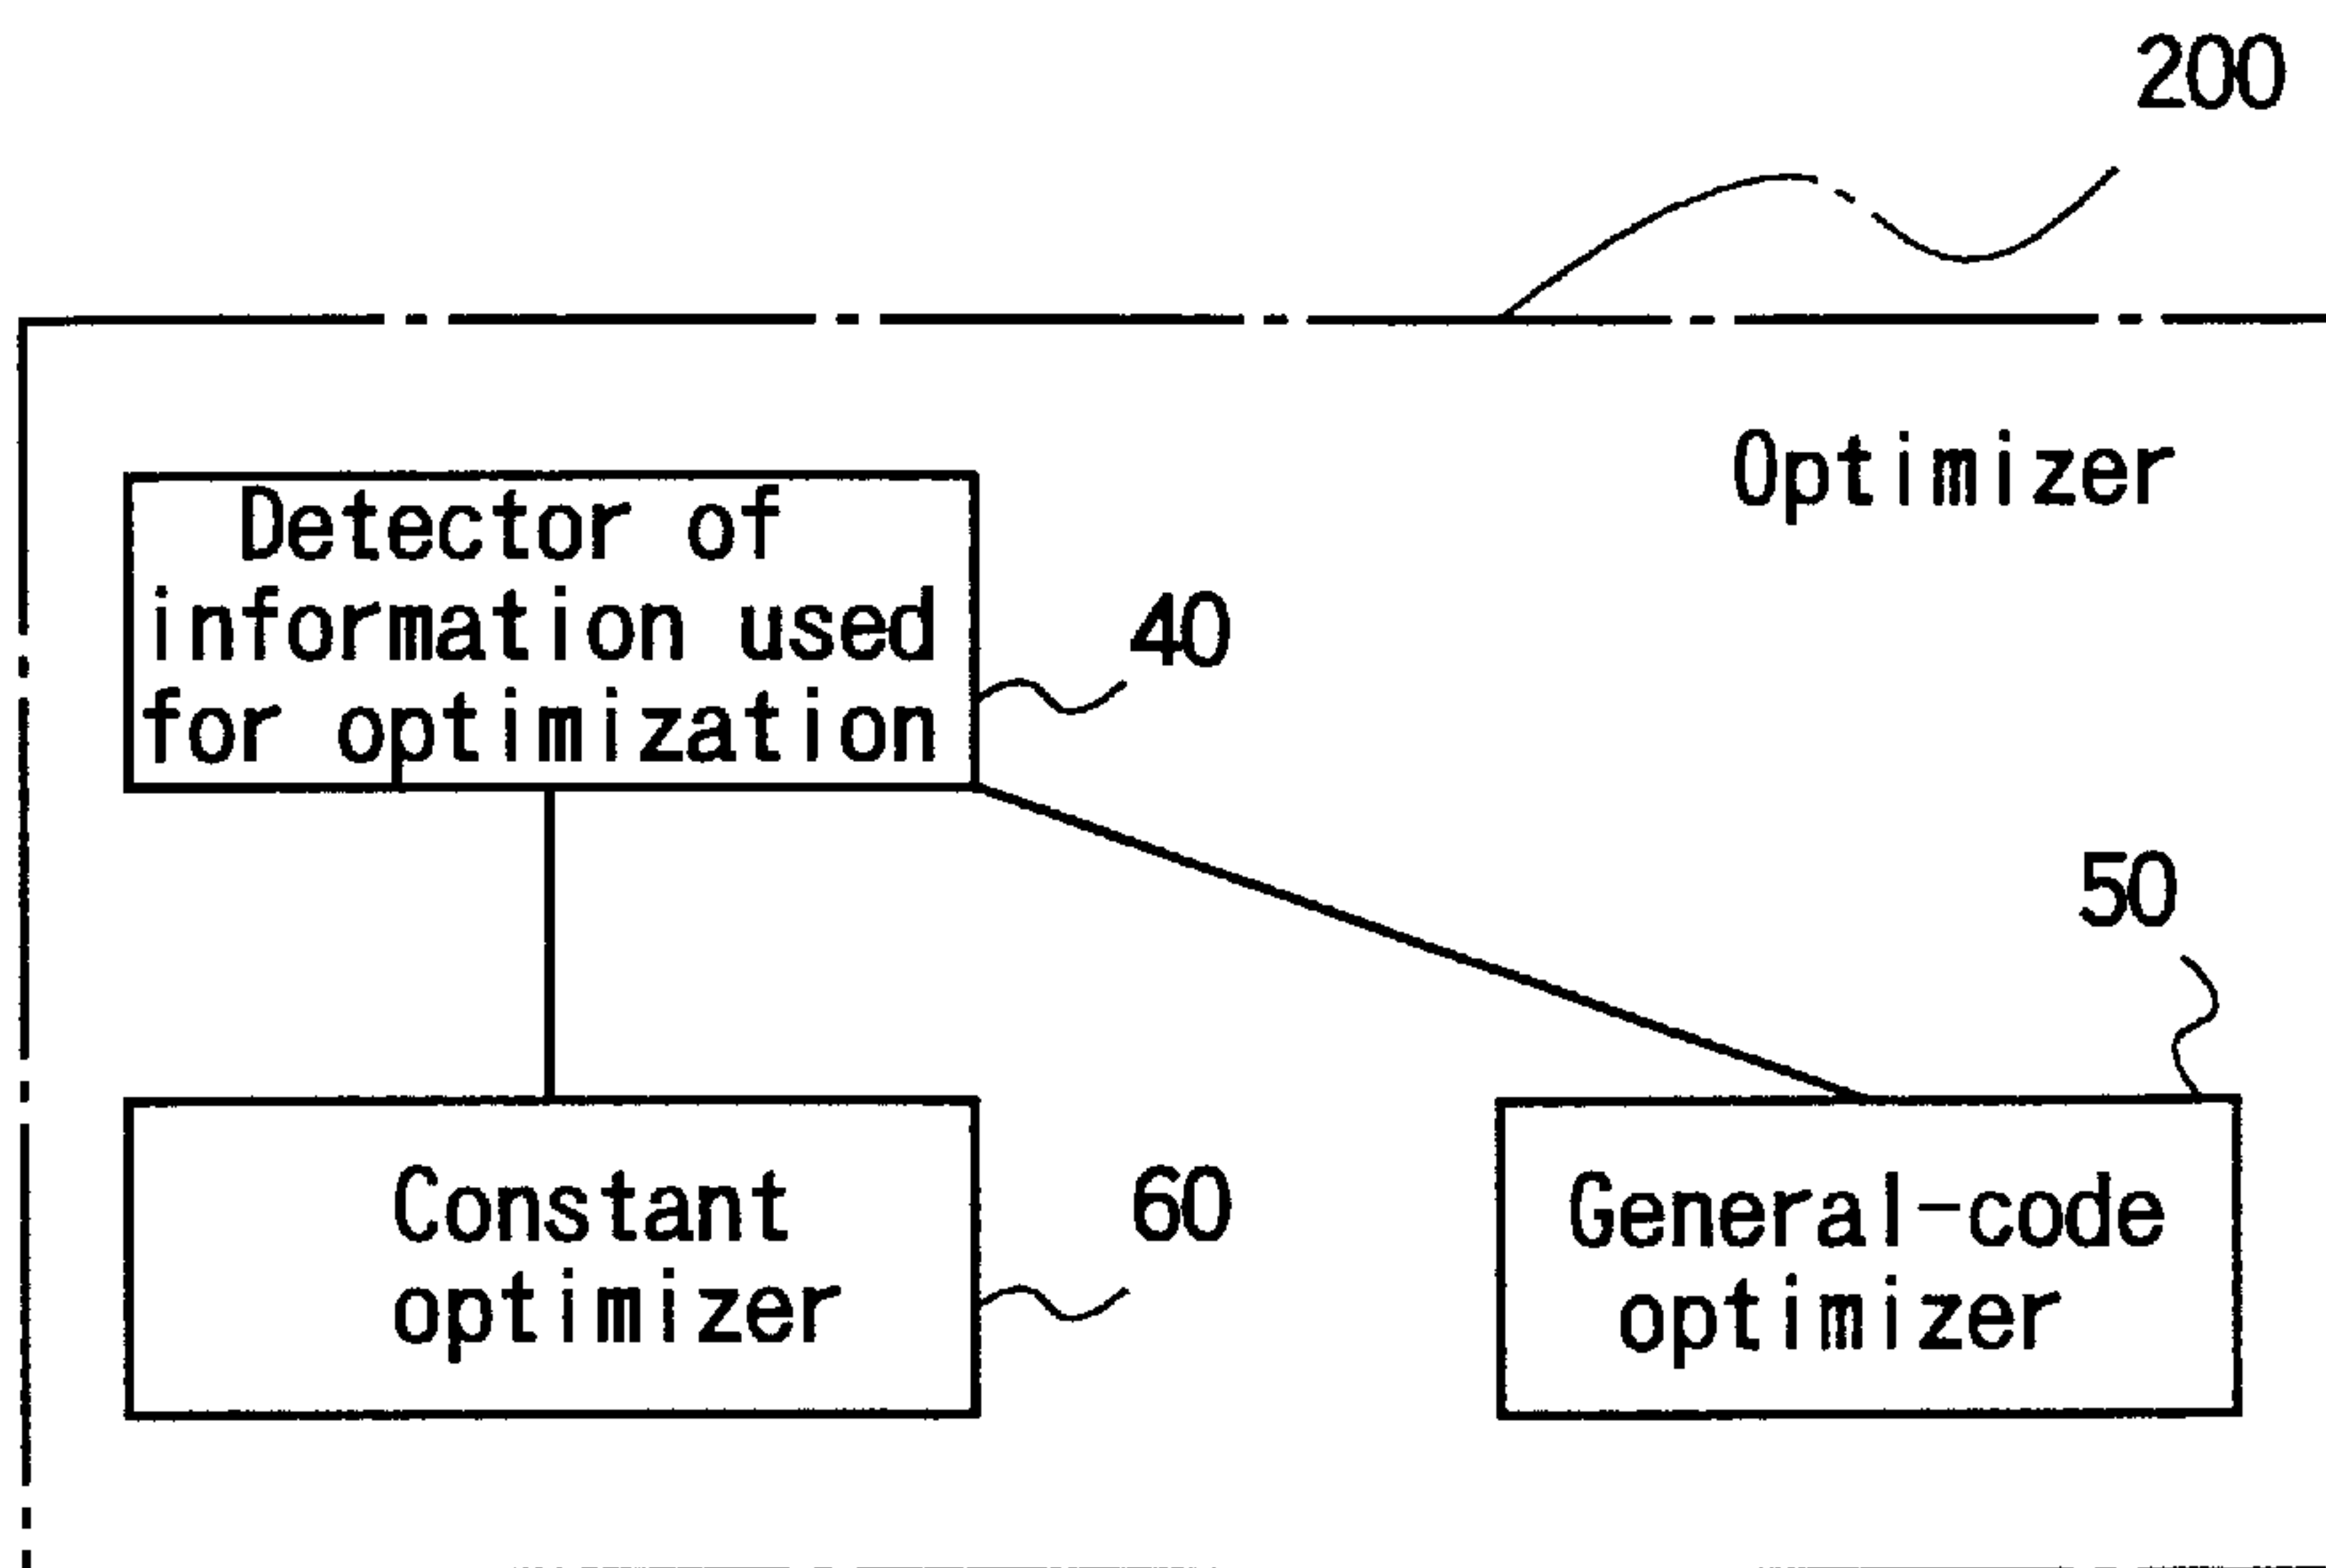 200
Optimizer
Detector of
information used
for optimization
40
50
Constant
optimizer
60
General-code
optimizer